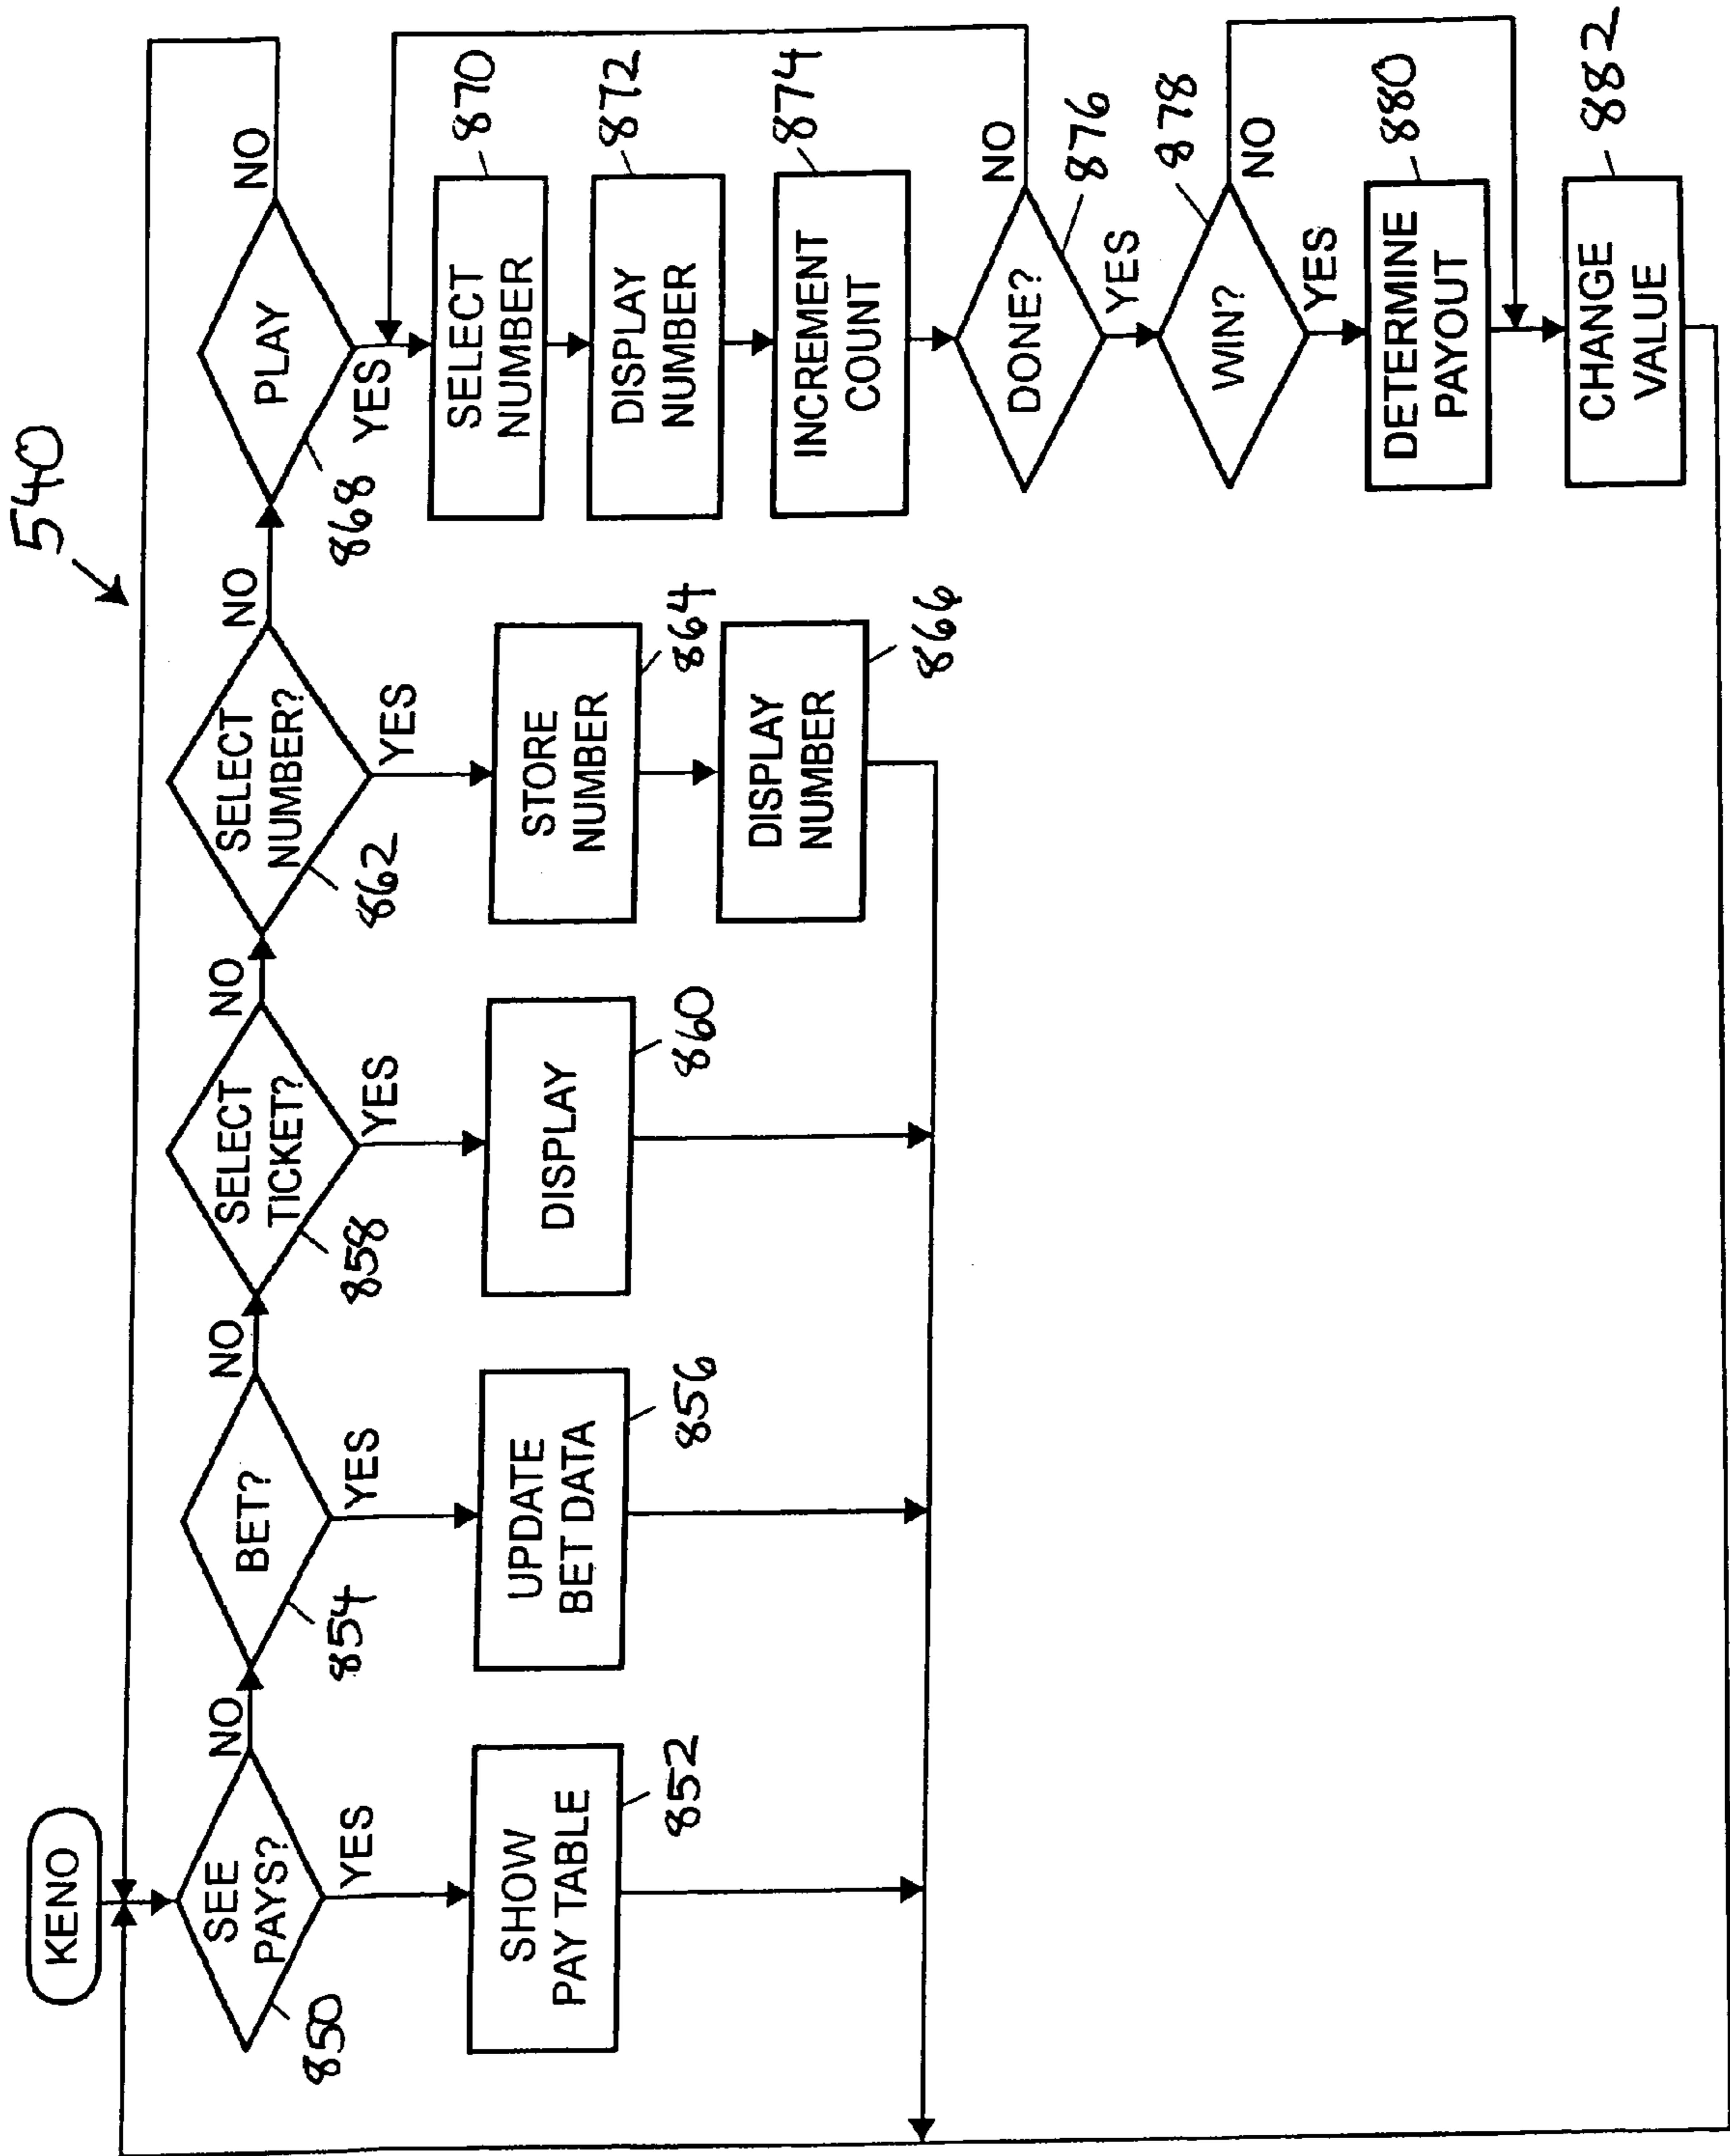 540
KENO
SEE
PAYS?
850
NO
YES
SHOW
PAY TABLE
852
BET?
854
NO
YES
UPDATE
BET DATA
856
SELECT
TICKET?
858
NO
YES
DISPLAY
860
SELECT
NUMBER?
862
NO
YES
STORE
NUMBER
864
DISPLAY
NUMBER
866
PLAY
868
NO
YES
SELECT
NUMBER
870
DISPLAY
NUMBER
872
INCREMENT
COUNT
874
DONE?
876
NO
YES
WIN?
878
NO
YES
DETERMINE
PAYOUT
880
CHANGE
VALUE
882